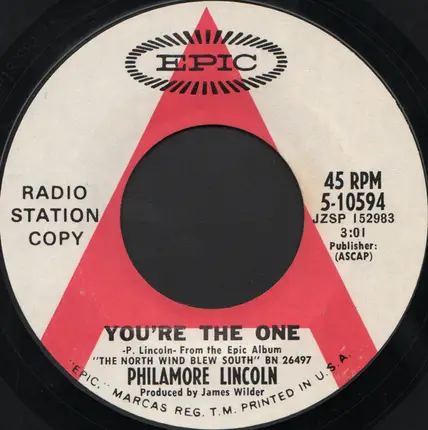 EPIC
RADIO
STATION
COPY
45 RPM
5-10594
JZSP 152983
3:01
Publisher:
(ASCAP)
YOU'RE THE ONE
-P. Lincoln- From the Epic Album
"THE NORTH WIND BLEW SOUTH" BN 26497
PHILAMORE LINCOLN
Produced by James Wilder
"EPIC," MARCAS REG. T.M. PRINTED IN U.S.A.